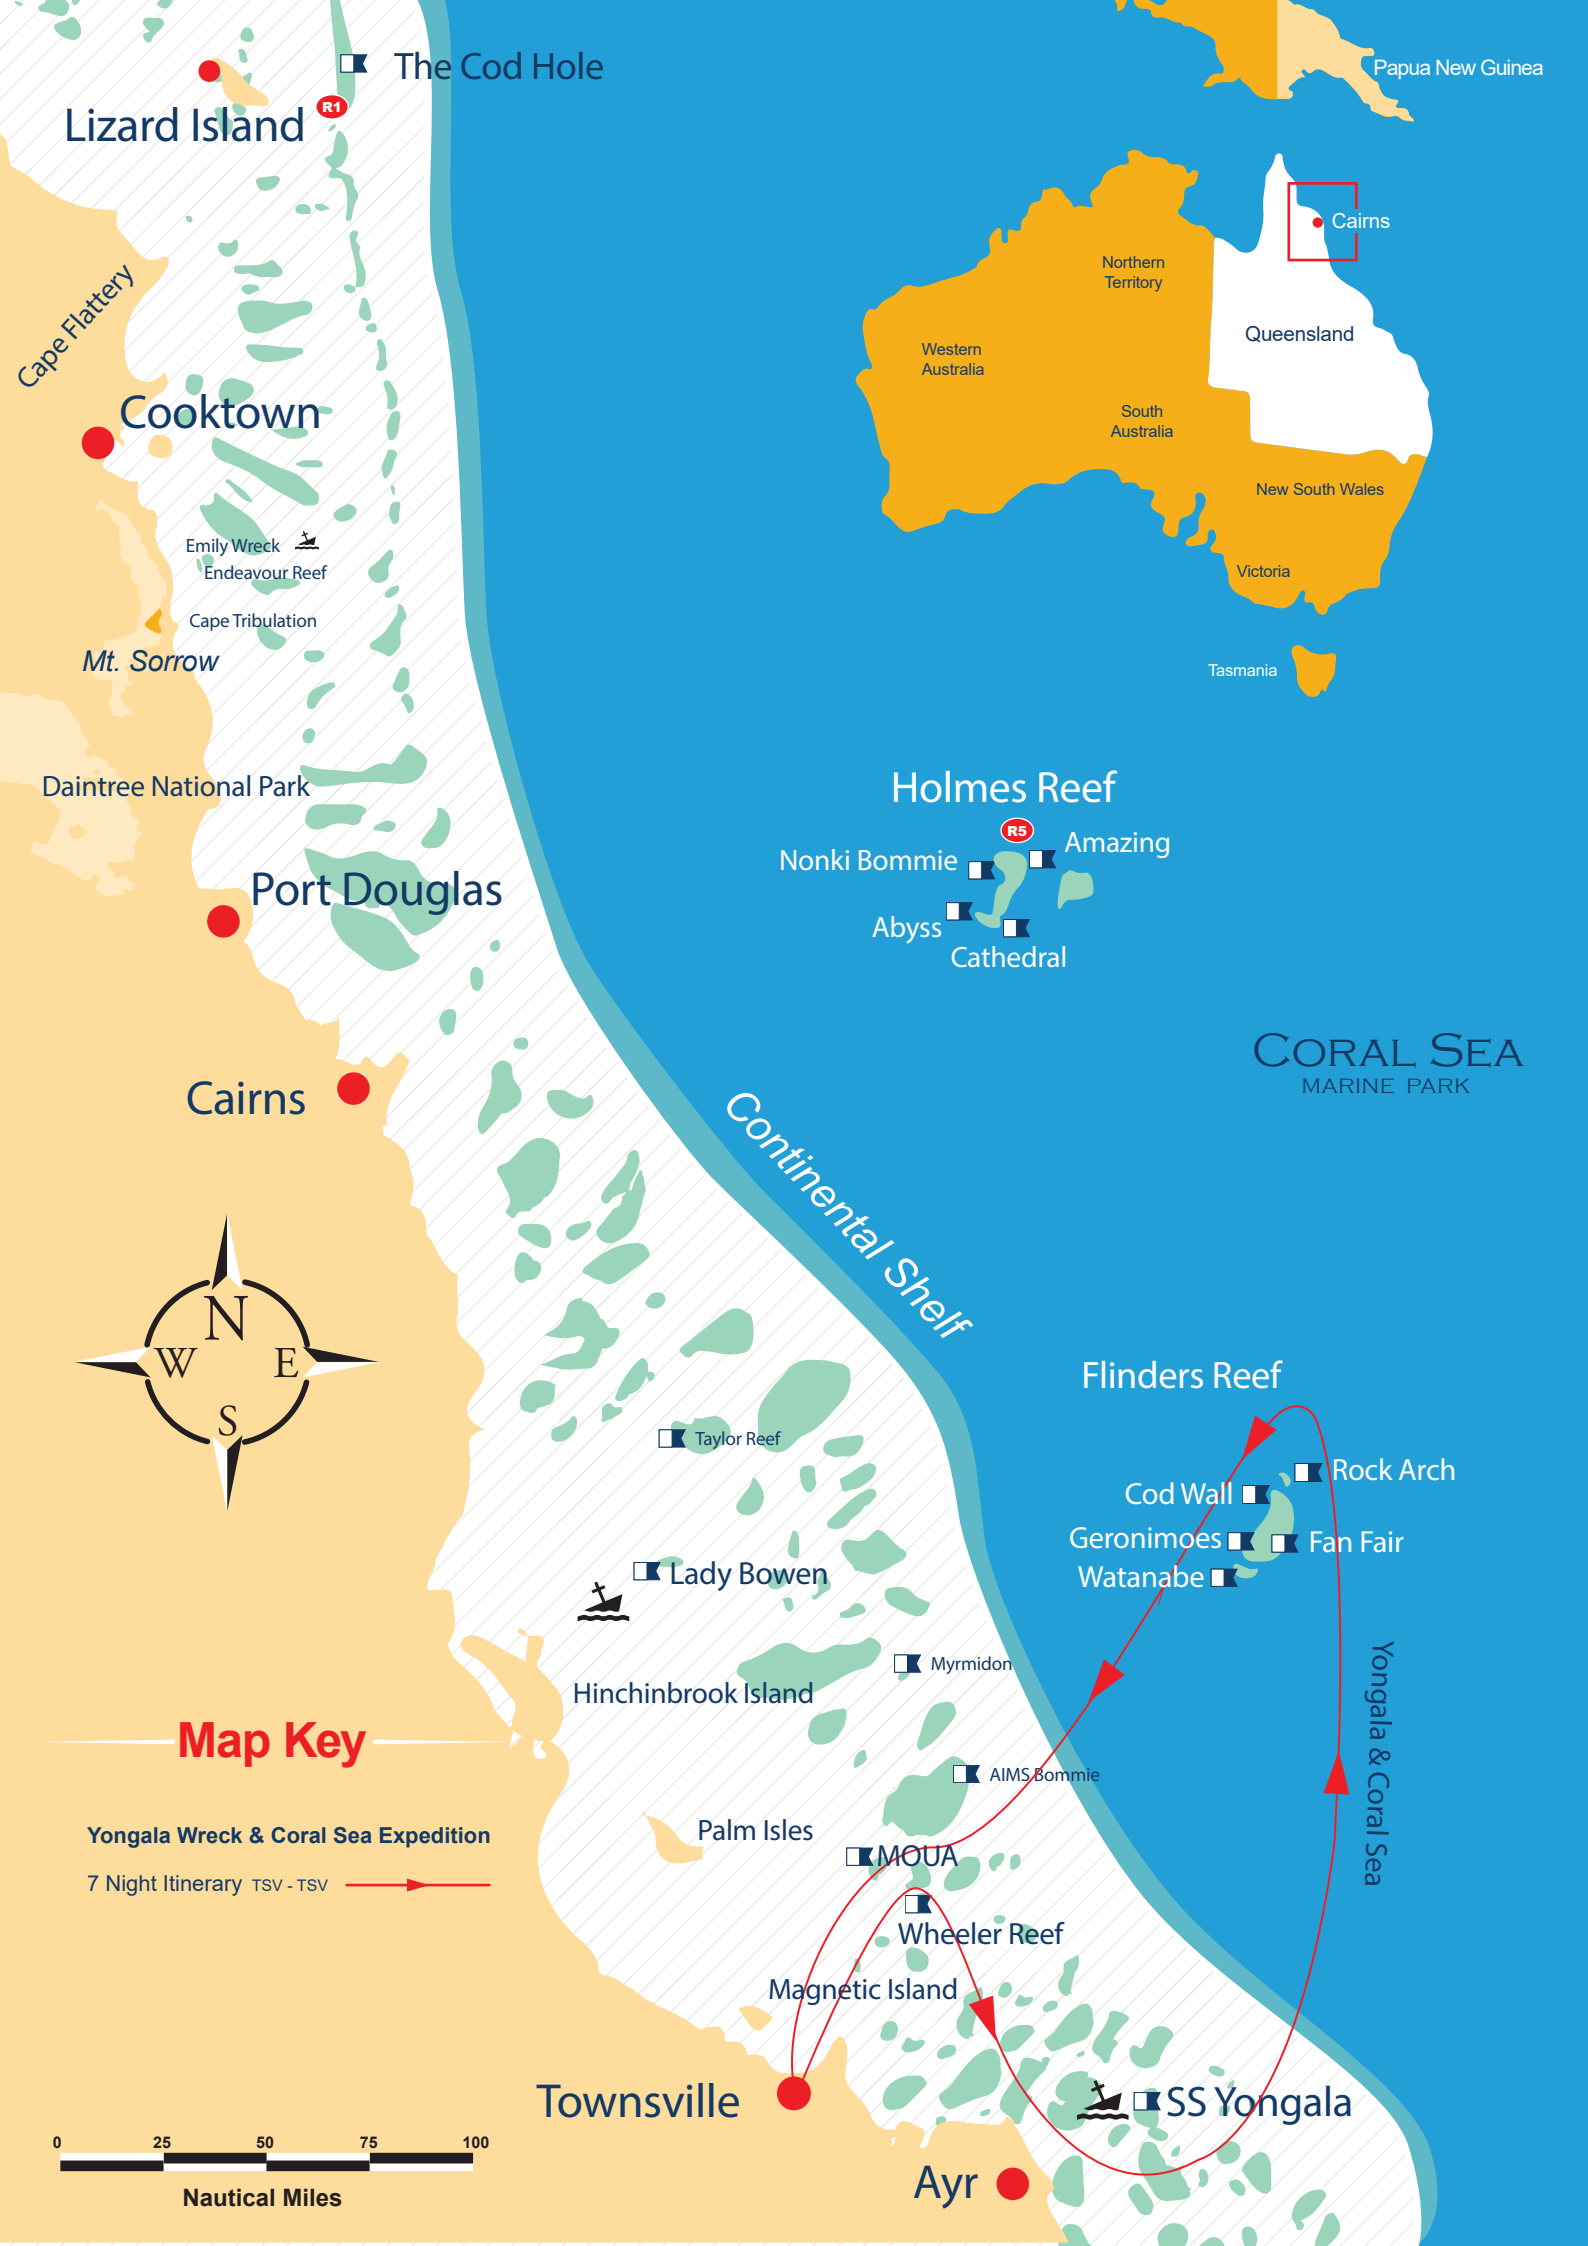 The Cod Hole
R1
Lizard Island
Papua New Guinea
Cairns
Northern
Territory
Queensland
Western
Australia
South
Australia
New South Wales
Victoria
Tasmania
Cape Flattery
Cooktown
Emily Wreck
Endeavour Reef
Cape Tribulation
Mt. Sorrow
Daintree National Park
Port Douglas
Holmes Reef
R5
Amazing
Nonki Bommie
Abyss
Cathedral
CORAL SEA
MARINE PARK
Cairns
Continental Shelf
N
W E
S
Flinders Reef
Rock Arch
Cod Wall
Geronimoes
Fan Fair
Watanabe
Taylor Reef
Lady Bowen
Myrmidon
Hinchinbrook Island
Yongala & Coral Sea
AIMS Bommie
Palm Isles
MOUA
Wheeler Reef
Magnetic Island
Map Key
Yongala Wreck & Coral Sea Expedition
7 Night Itinerary TSV - TSV
Townsville
SS Yongala
Ayr
0 25 50 75 100
Nautical Miles